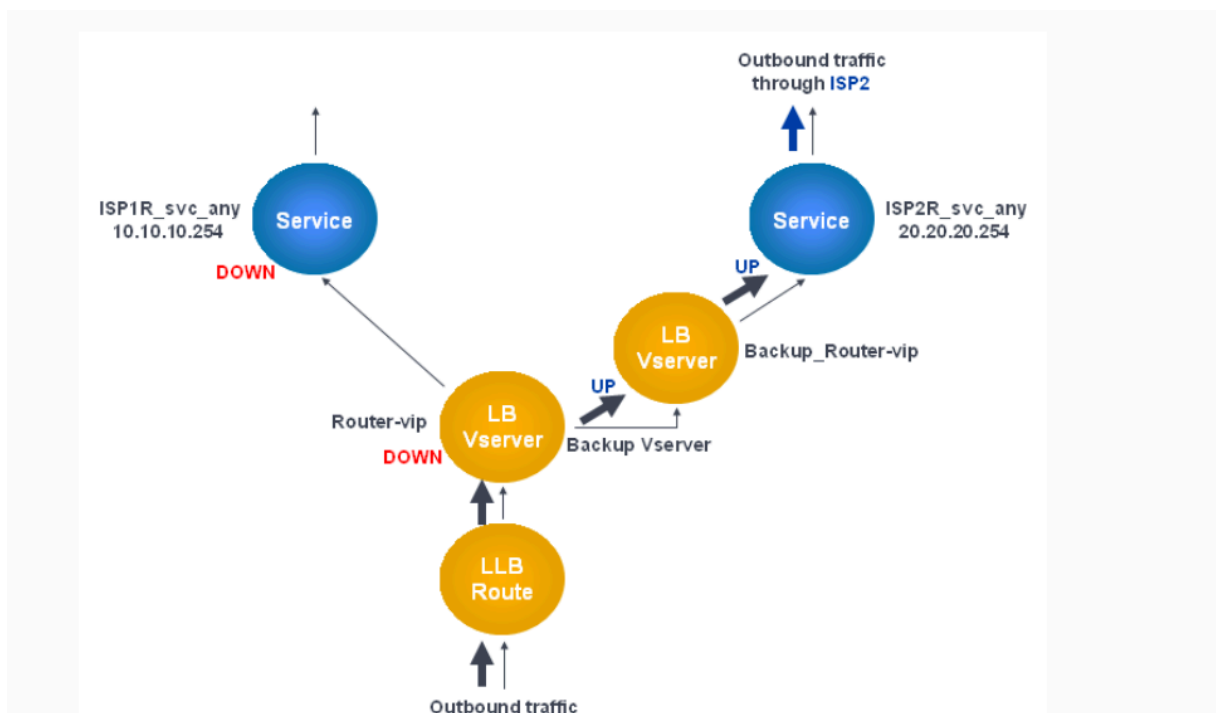 Outbound traffic
through ISP2
ISP1R_svc_any
10.10.10.254
Service
DOWN
Service
ISP2R_svc_any
20.20.20.254
UP
LB
Vserver
Backup_Router-vip
UP
Router-vip
LB
Vserver
DOWN
Backup Vserver
LLB
Route
Outbound traffic